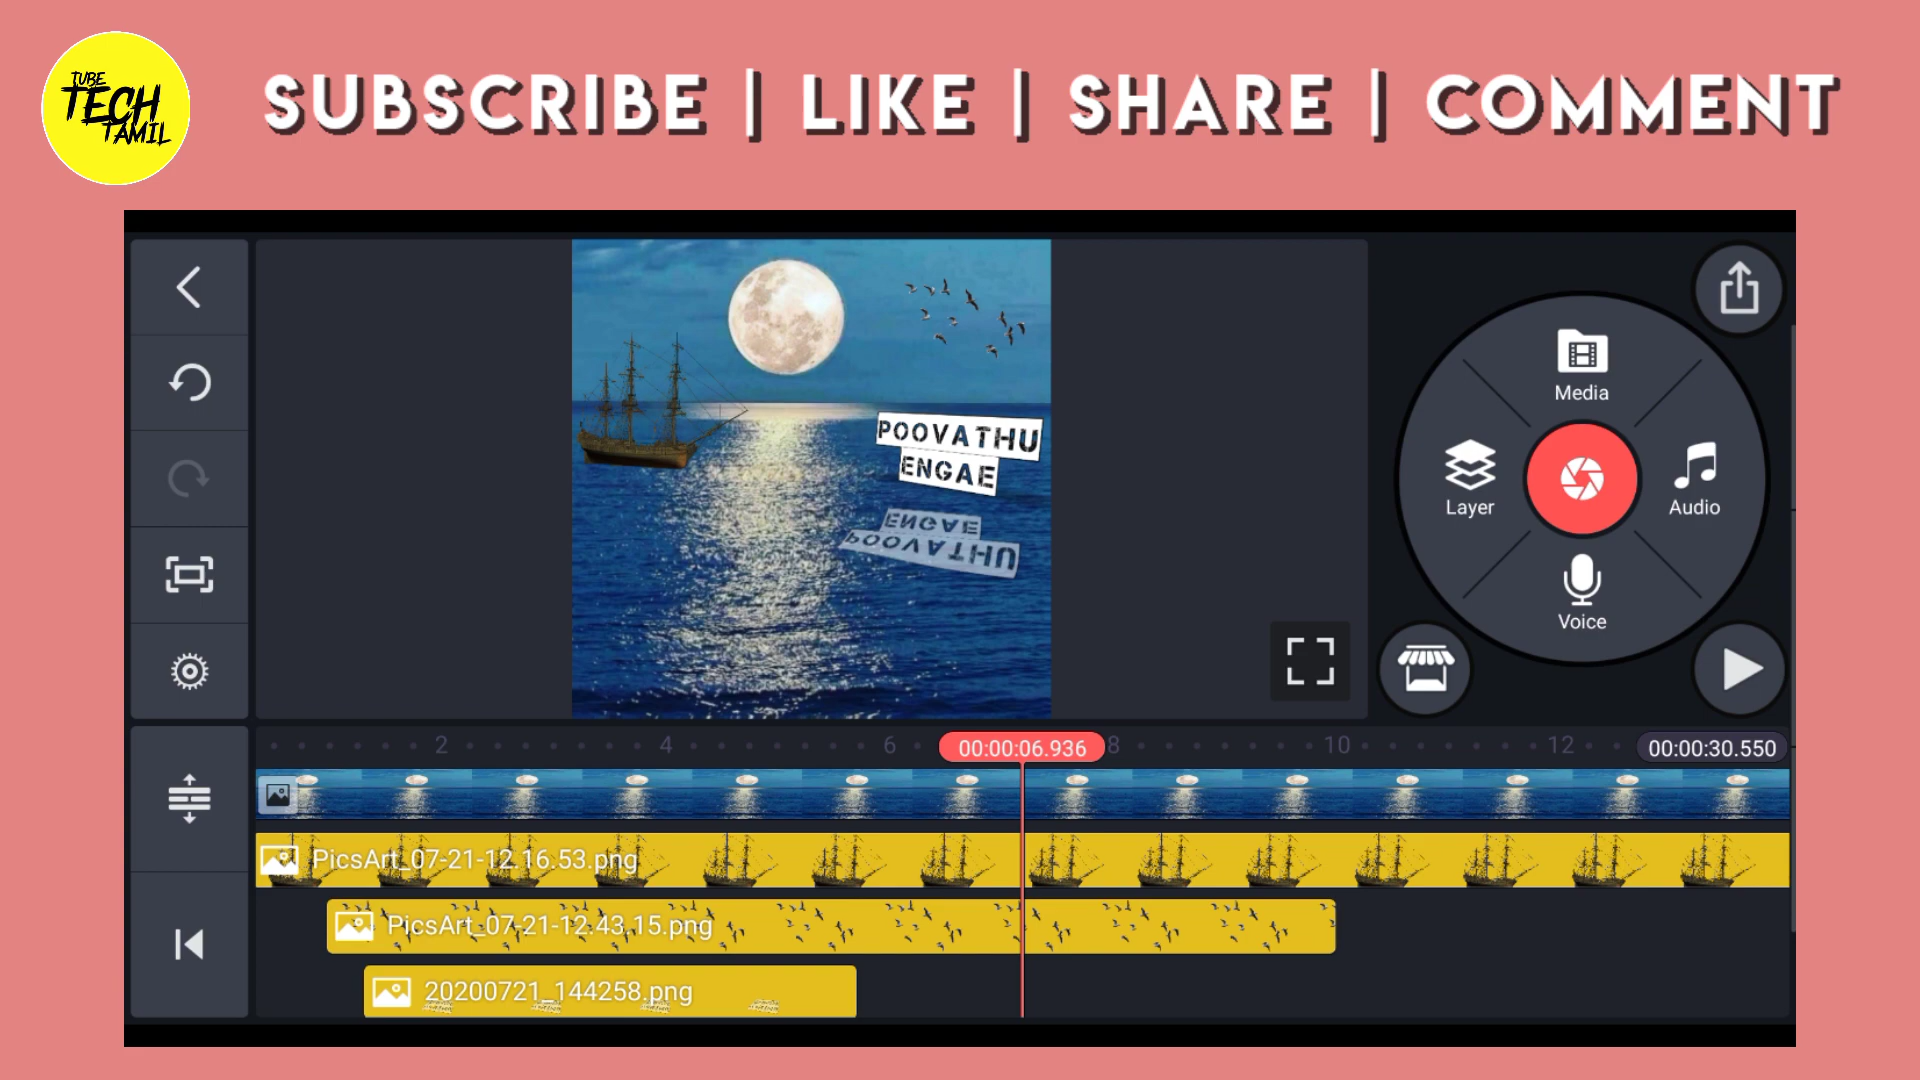 TUBE
TECH
TAMIL
SUBSCRIBE | LIKE | SHARE | COMMENT
POOVATHU
ENGAE
ENGAE
POOVATHU
Media
Layer
Audio
Voice
2 4 6 00:00:06.936 8 10 12 00:00:30.550
PicsArt_07-21-12.16.53.png
PicsArt_07-21-12.43.15.png
20200721_144258.png